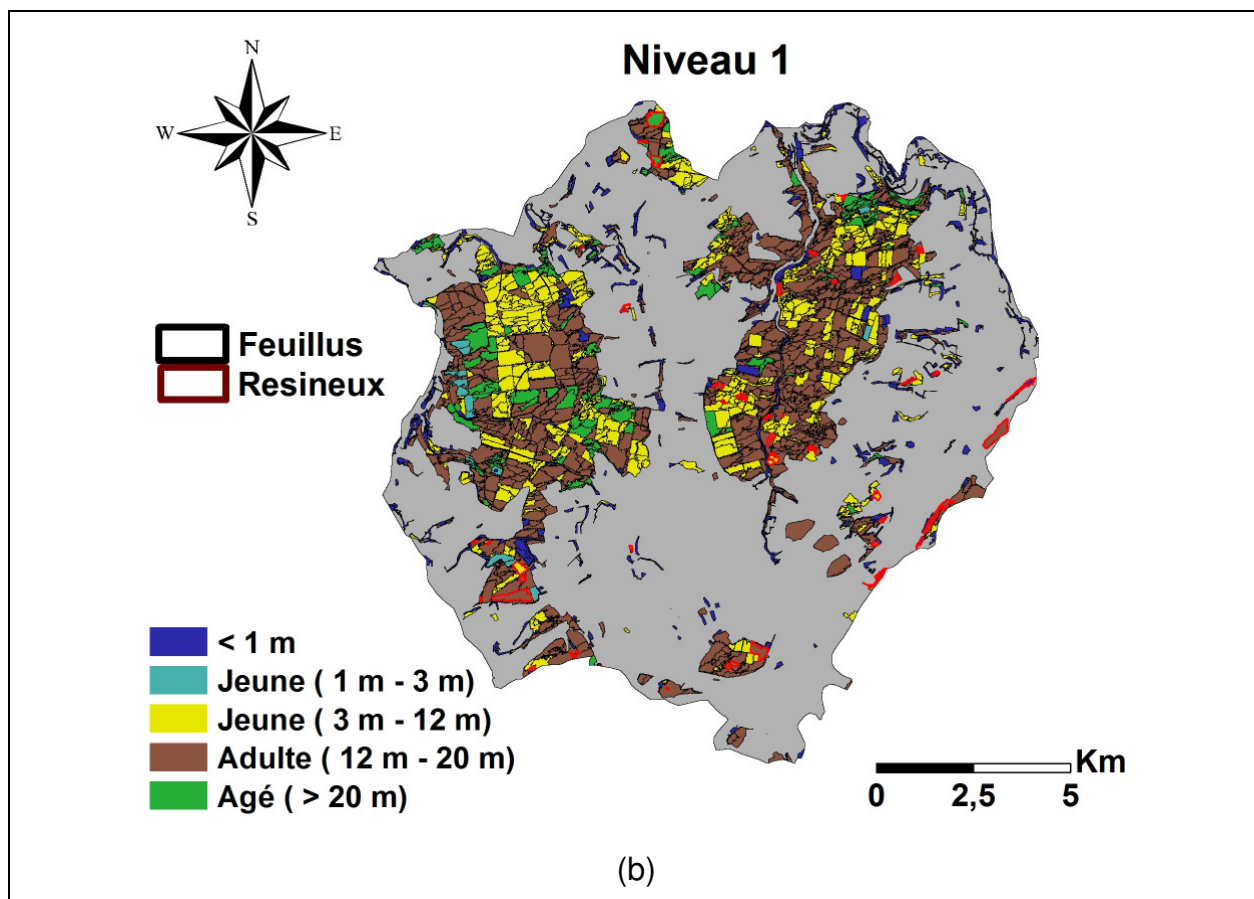 Niveau 1
N
W
E
S
Feuillus
Resineux
< 1 m
Jeune ( 1 m - 3 m)
Jeune ( 3 m - 12 m)
Adulte ( 12 m - 20 m)
Agé ( > 20 m)
Km
0 2,5 5
(b)